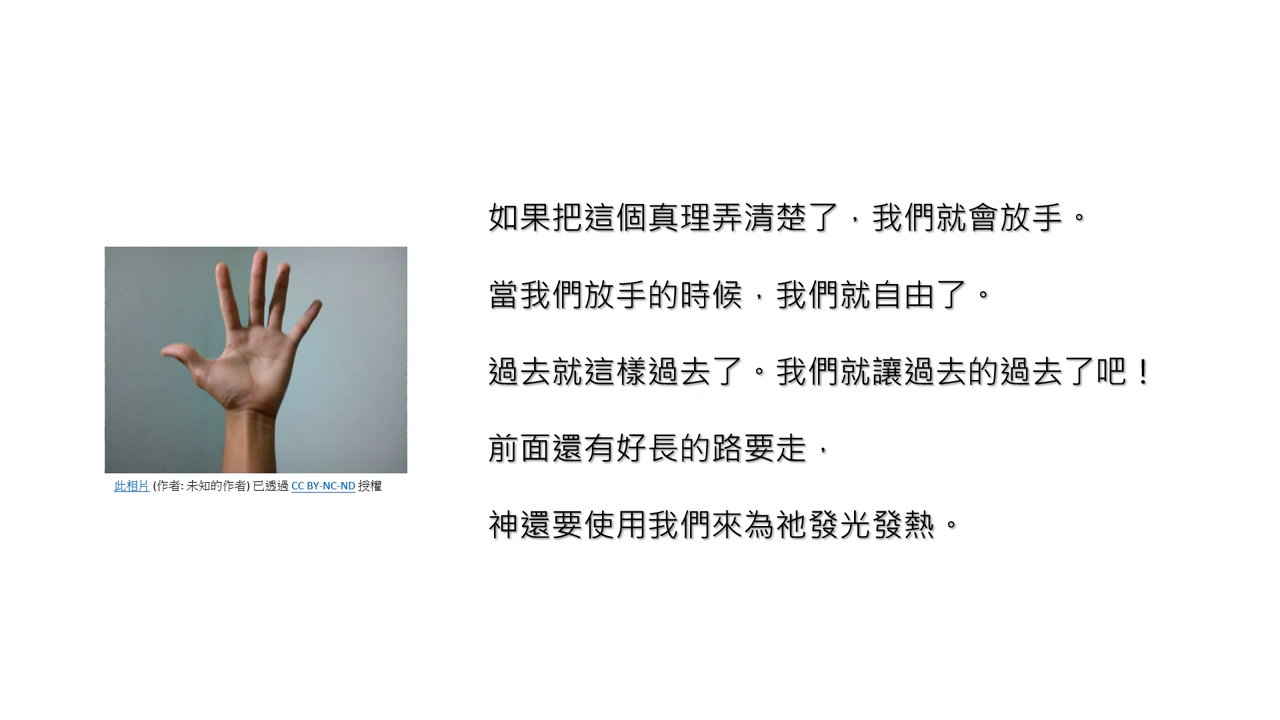 如果把這個真理弄清楚了，我們就會放手。
當我們放手的時候，我們就自由了。
過去就這樣過去了。我們就讓過去的過去了吧！
前面還有好長的路要走，
神還要使用我們來為祂發光發熱。
此相片 (作者: 未知的作者) 已透過 CC BY-NC-ND 授權